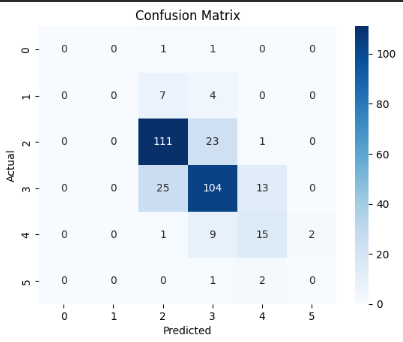 Confusion Matrix
0 0 0 1 1 0 0
1 0 0 7 4 0 0
2 0 0 111 23 1 0
3 0 0 25 104 13 0
4 0 0 1 9 15 2
5 0 0 0 1 2 0
0 1 2 3 4 5
Predicted
Actual
100
80
60
40
20
0